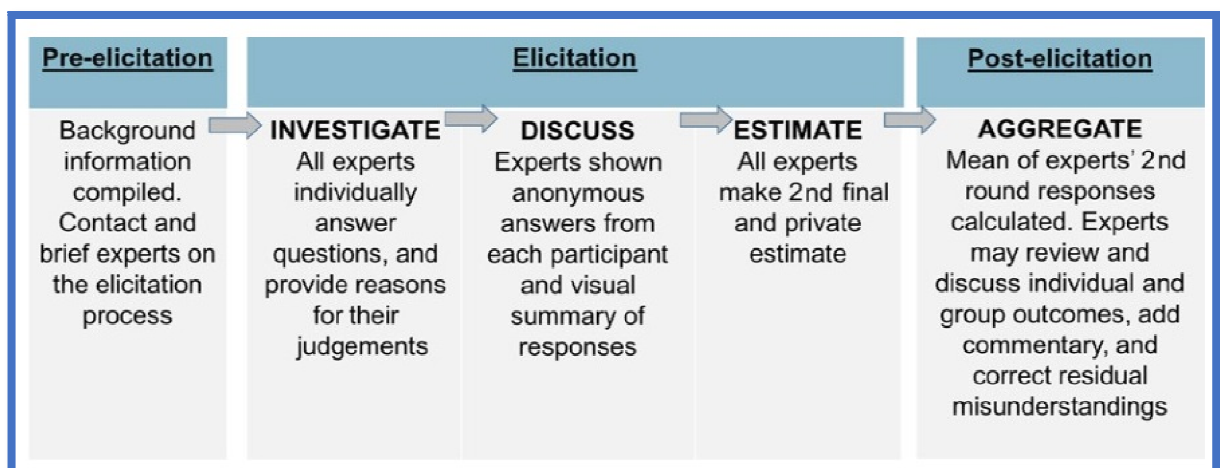 Pre-elicitation
Elicitation
Post-elicitation
Background
information
compiled.
Contact and
brief experts on
the elicitation
process
INVESTIGATE
All experts
individually
answer
questions, and
provide reasons
for their
judgements
DISCUSS
Experts shown
anonymous
answers from
each participant
and visual
summary of
responses
ESTIMATE
All experts
make 2nd final
and private
estimate
AGGREGATE
Mean of experts’ 2nd
round responses
calculated. Experts
may review and
discuss individual and
group outcomes, add
commentary, and
correct residual
misunderstandings